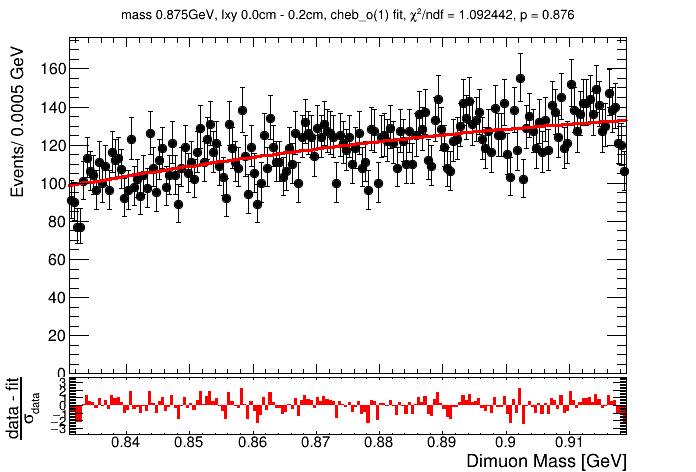 mass 0.875GeV, lxy 0.0cm - 0.2cm, cheb_o(1) fit, χ²/ndf = 1.092442, p = 0.876
Events/ 0.0005 GeV
160
140
120
100
80
60
40
20
0
data - fit
σdata
3
2
1
0
−1
−2
−3
0.84 0.85 0.86 0.87 0.88 0.89 0.9 0.91
Dimuon Mass [GeV]